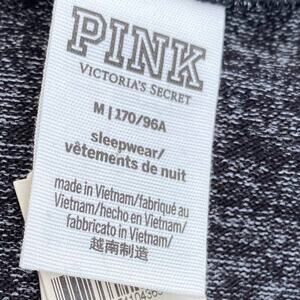 PINK
VICTORIA'S SECRET
M | 170/96A
sleepwear/
vêtements de nuit
made in Vietnam/fabriqué au
Vietnam/hecho en Vietnam/
fabbricato in Vietnam/
越南制造